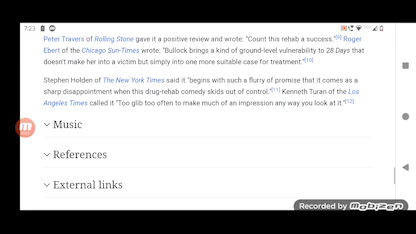 7:23
Peter Travers of Rolling Stone gave it a positive review and wrote: "Count this rehab a success."[9] Roger
Ebert of the Chicago Sun-Times wrote: "Bullock brings a kind of ground-level vulnerability to 28 Days that
doesn't make her into a victim but simply into one more suitable case for treatment."[10]
Stephen Holden of The New York Times said it "begins with such a flurry of promise that it comes as a
sharp disappointment when this drug-rehab comedy skids out of control."[11] Kenneth Turan of the Los
Angeles Times called it "Too glib too often to make much of an impression any way you look at it."[12]
Music
References
External links
Recorded by Mobizen